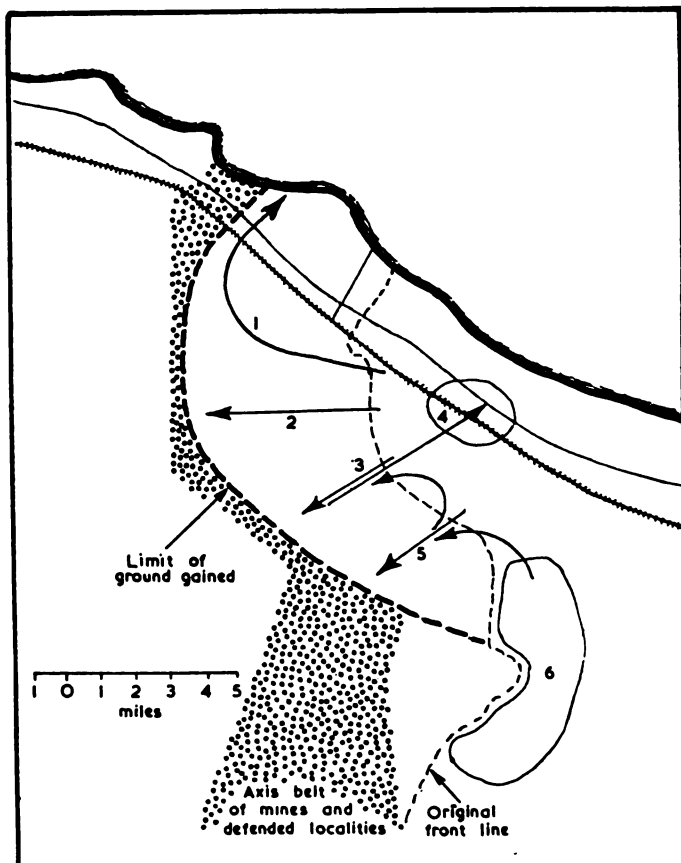 1
2
3
4
5
6
Limit of
ground gained
1 0 1 2 3 4 5
miles
Axis belt
of mines and
defended localities
Original
front line